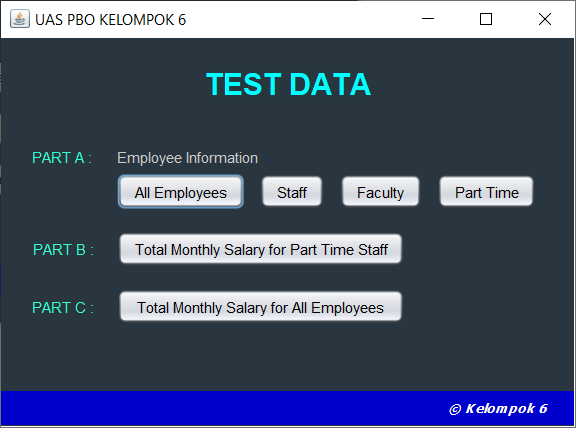 UAS PBO KELOMPOK 6
TEST DATA
PART A : Employee Information
All Employees Staff Faculty Part Time
PART B : Total Monthly Salary for Part Time Staff
PART C : Total Monthly Salary for All Employees
© Kelompok 6